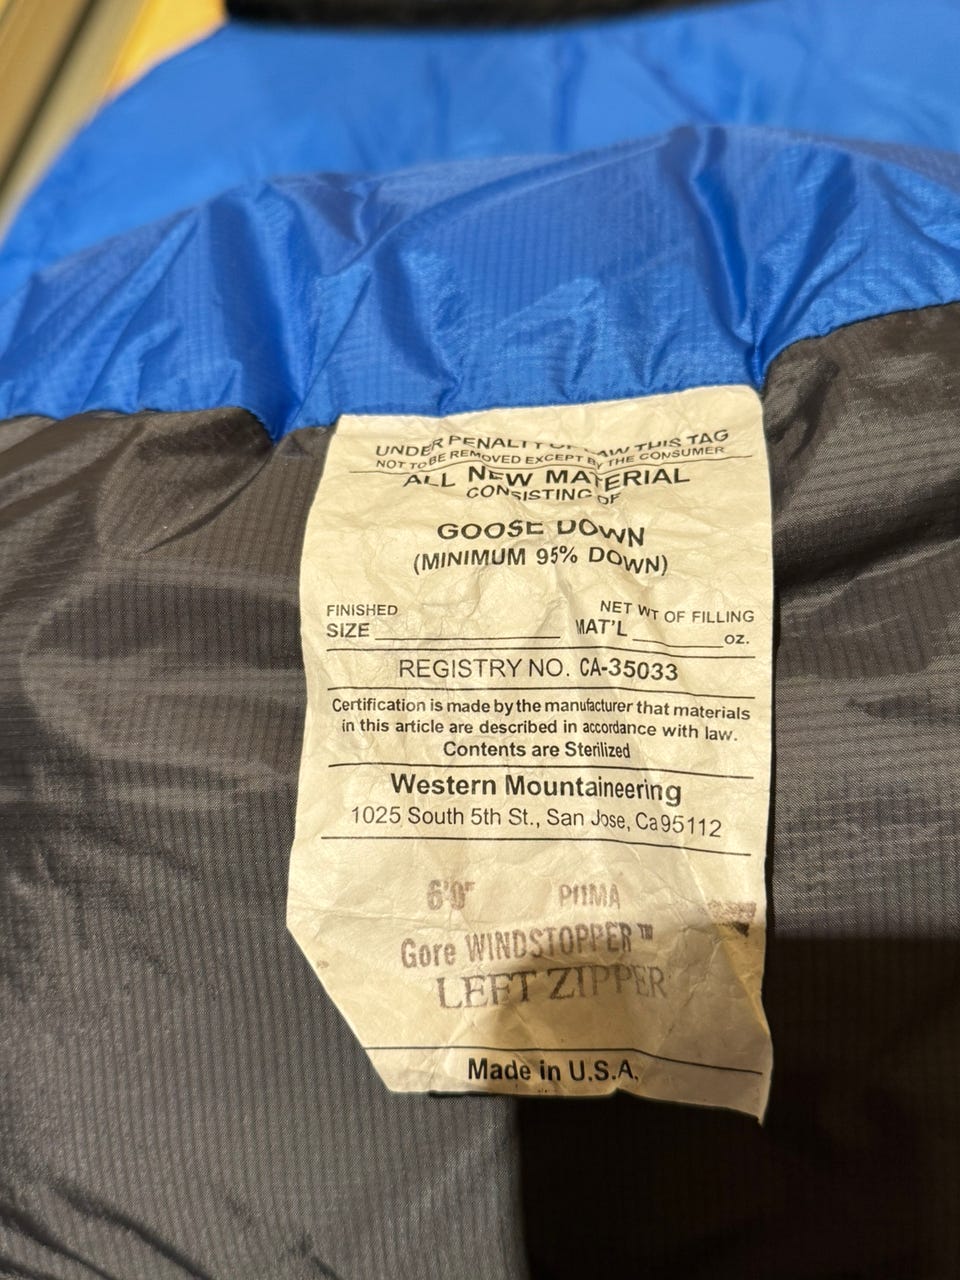 UNDER PENALTY OF LAW THIS TAG
NOT TO BE REMOVED EXCEPT BY THE CONSUMER
ALL NEW MATERIAL
CONSISTING OF
GOOSE DOWN
(MINIMUM 95% DOWN)
FINISHED SIZE
NET WT OF FILLING MAT'L oz.
REGISTRY NO. CA-35033
Certification is made by the manufacturer that materials
in this article are described in accordance with law.
Contents are Sterilized
Western Mountaineering
1025 South 5th St., San Jose, Ca 95112
6'0" PUMA
Gore WINDSTOPPER™
LEFT ZIPPER
Made in U.S.A.